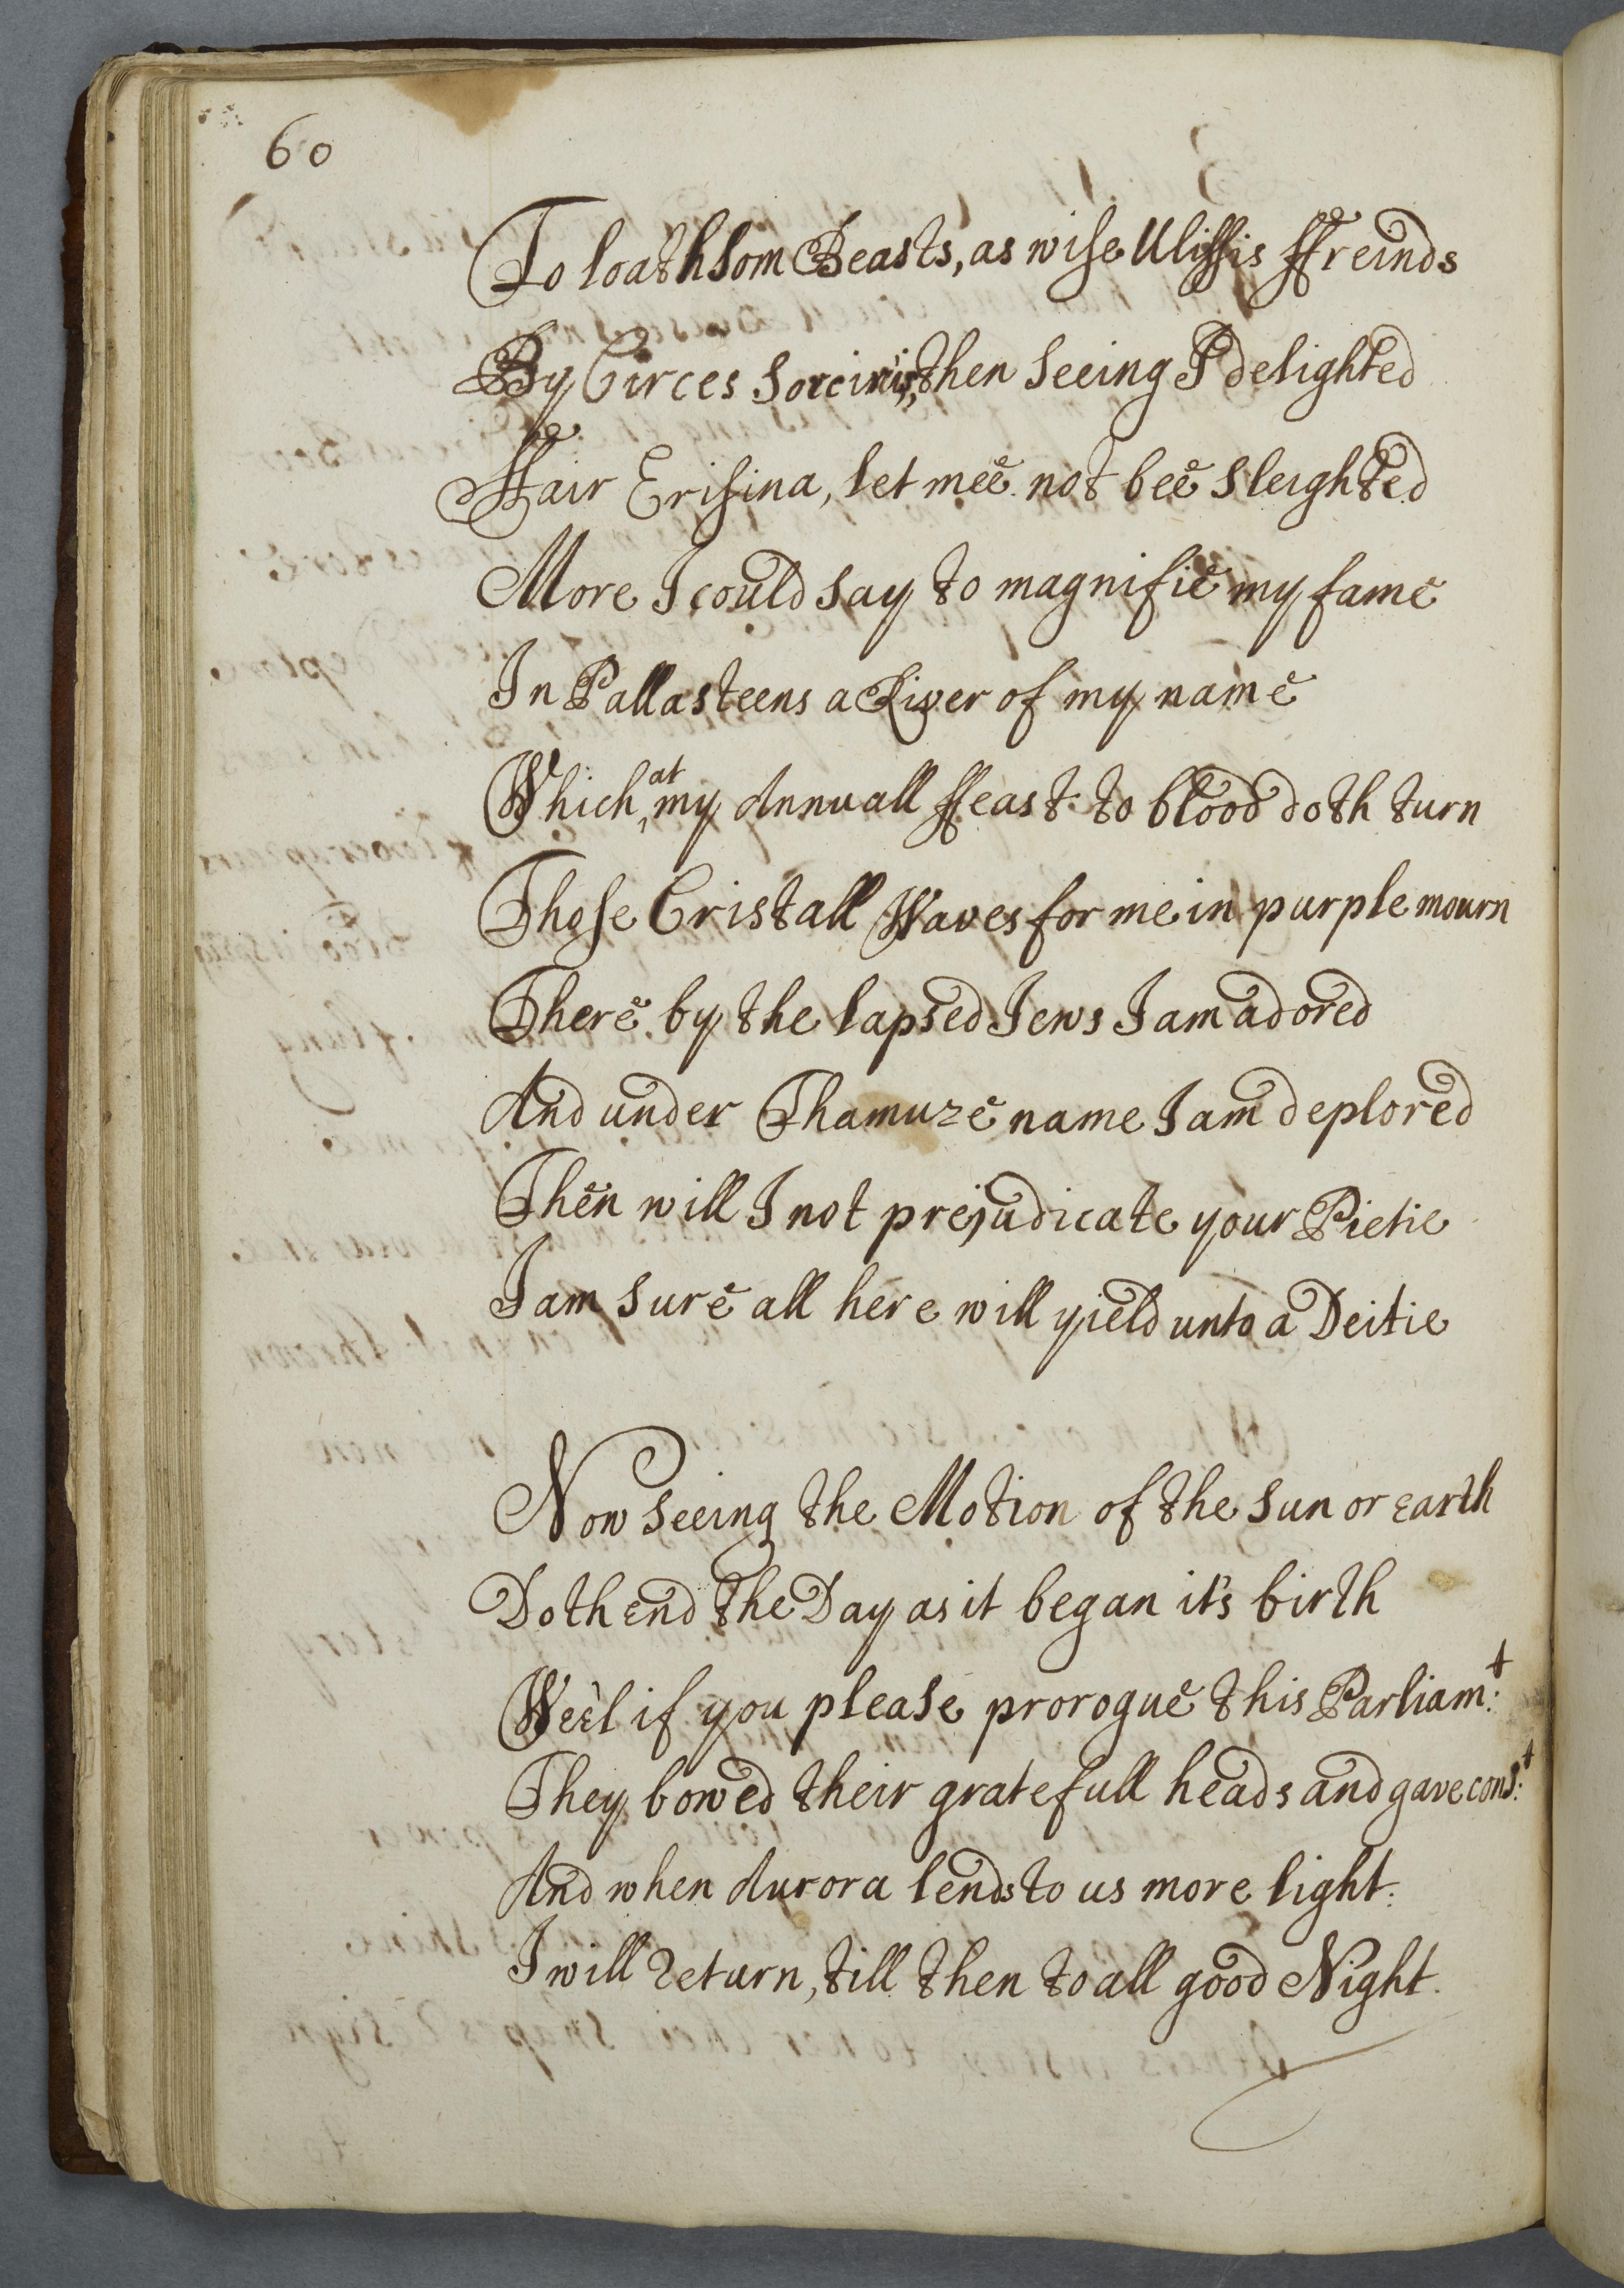 60
To loathsom Beasts, as wise Ulissis ffreinds
By Circes then seeing I delighted
ffair Erisina, let mee not bee sleighted
More I could say to magnifie my fame
In Pallasteens a River of my name
Which at my Annuall ffeast to blood doth turn
Those Cristall Waves for me in purple mourn
There by the lapsed Jews I am adored
And under Thamuze name I am deplored
Then will I not prejudicate your Pietie
I am sure all here will yield unto a Deitie
Now seeing the Motion of the Sun or Earth
Doth end the Day as it began it's birth
Wee'l if you please prorogue this Parliam:t
They bowed their gratefull heads and gave cons:t
And when Aurora lends to us more light.
I will Return, till then to all good Night.